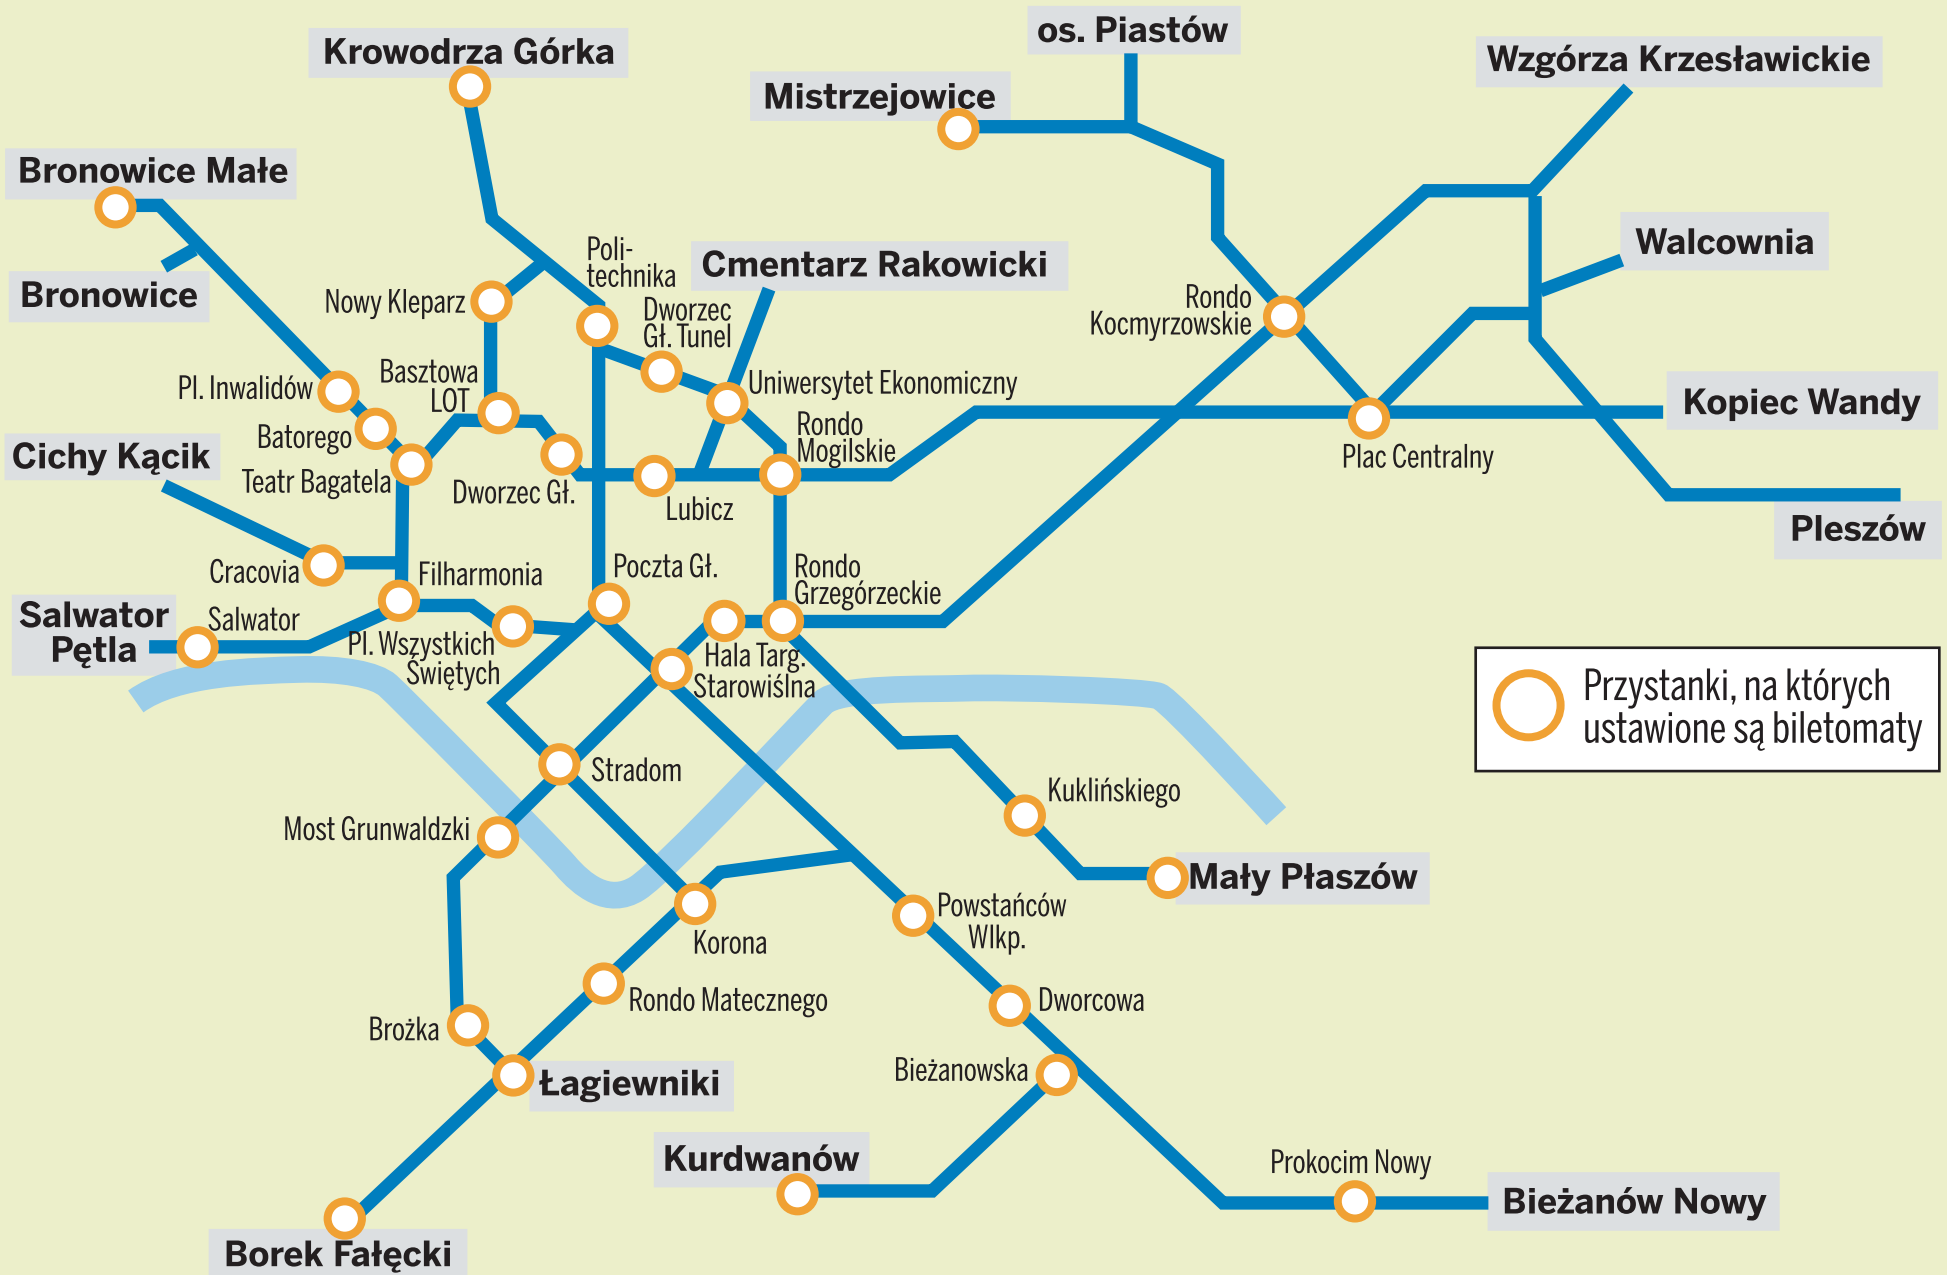 Krowodrza Górka
os. Piastów
Wzgórza Krzesławickie
Mistrzejowice
Bronowice Małe
Bronowice
Poli-
technika
Cmentarz Rakowicki
Walcownia
Nowy Kleparz
Dworzec
Gł. Tunel
Rondo
Kocmyrzowskie
Basztowa
LOT
Pl. Inwalidów
Uniwersytet Ekonomiczny
Kopiec Wandy
Batorego
Rondo
Mogilskie
Cichy Kącik
Teatr Bagatela
Dworzec Gł.
Lubicz
Plac Centralny
Pleszów
Cracovia
Filharmonia
Poczta Gł.
Rondo
Grzegórzeckie
Salwator
Pętla
Salwator
Pl. Wszystkich
Świętych
Hala Targ.
Starowiślna
Przystanki, na których
ustawione są biletomaty
Stradom
Kuklińskiego
Most Grunwaldzki
Mały Płaszów
Korona
Powstańców
Wlkp.
Rondo Matecznego
Dworcowa
Brożka
Łagiewniki
Bieżanowska
Kurdwanów
Prokocim Nowy
Bieżanów Nowy
Borek Fałęcki